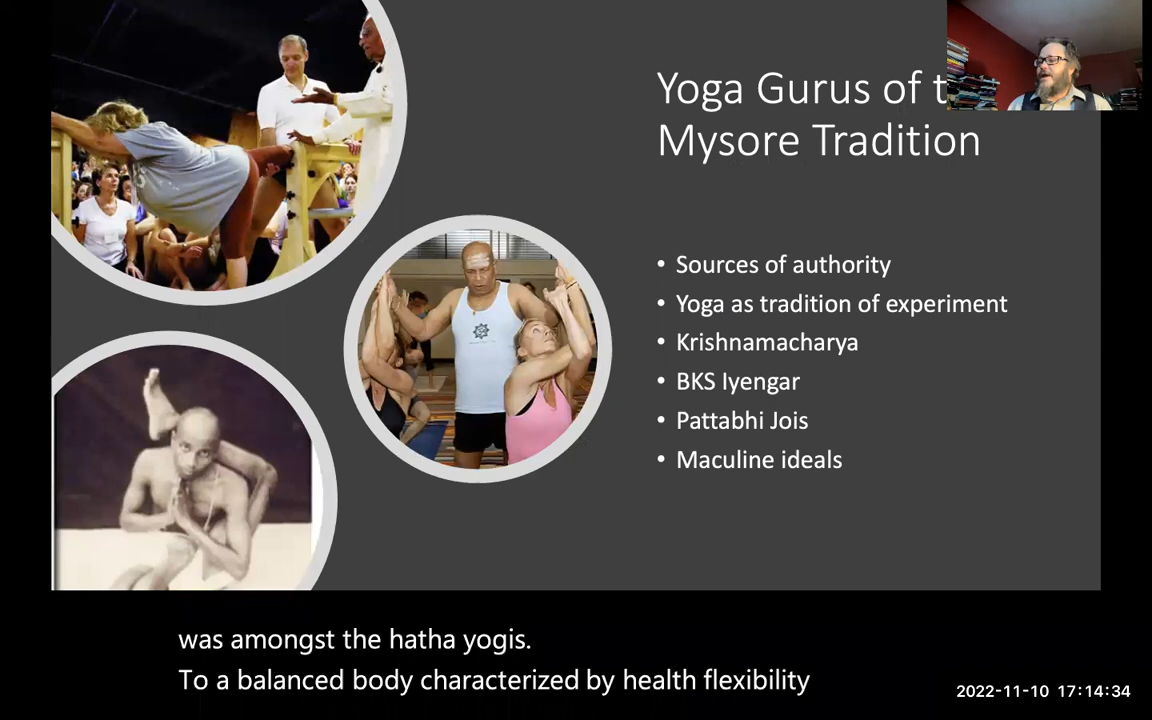 Yoga Gurus of t
Mysore Tradition
• Sources of authority
• Yoga as tradition of experiment
• Krishnamacharya
• BKS Iyengar
• Pattabhi Jois
• Maculine ideals
was amongst the hatha yogis.
To a balanced body characterized by health flexibility
2022-11-10 17:14:34